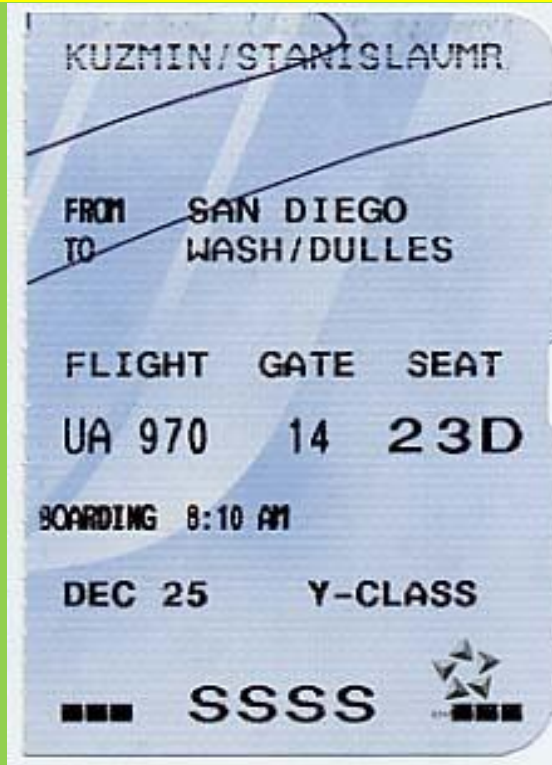 KUZMIN/STANISLAVMR
FROM SAN DIEGO
TO WASH/DULLES
FLIGHT GATE SEAT
UA 970 14 23D
BOARDING 8:10 AM
DEC 25 Y-CLASS
SSSS